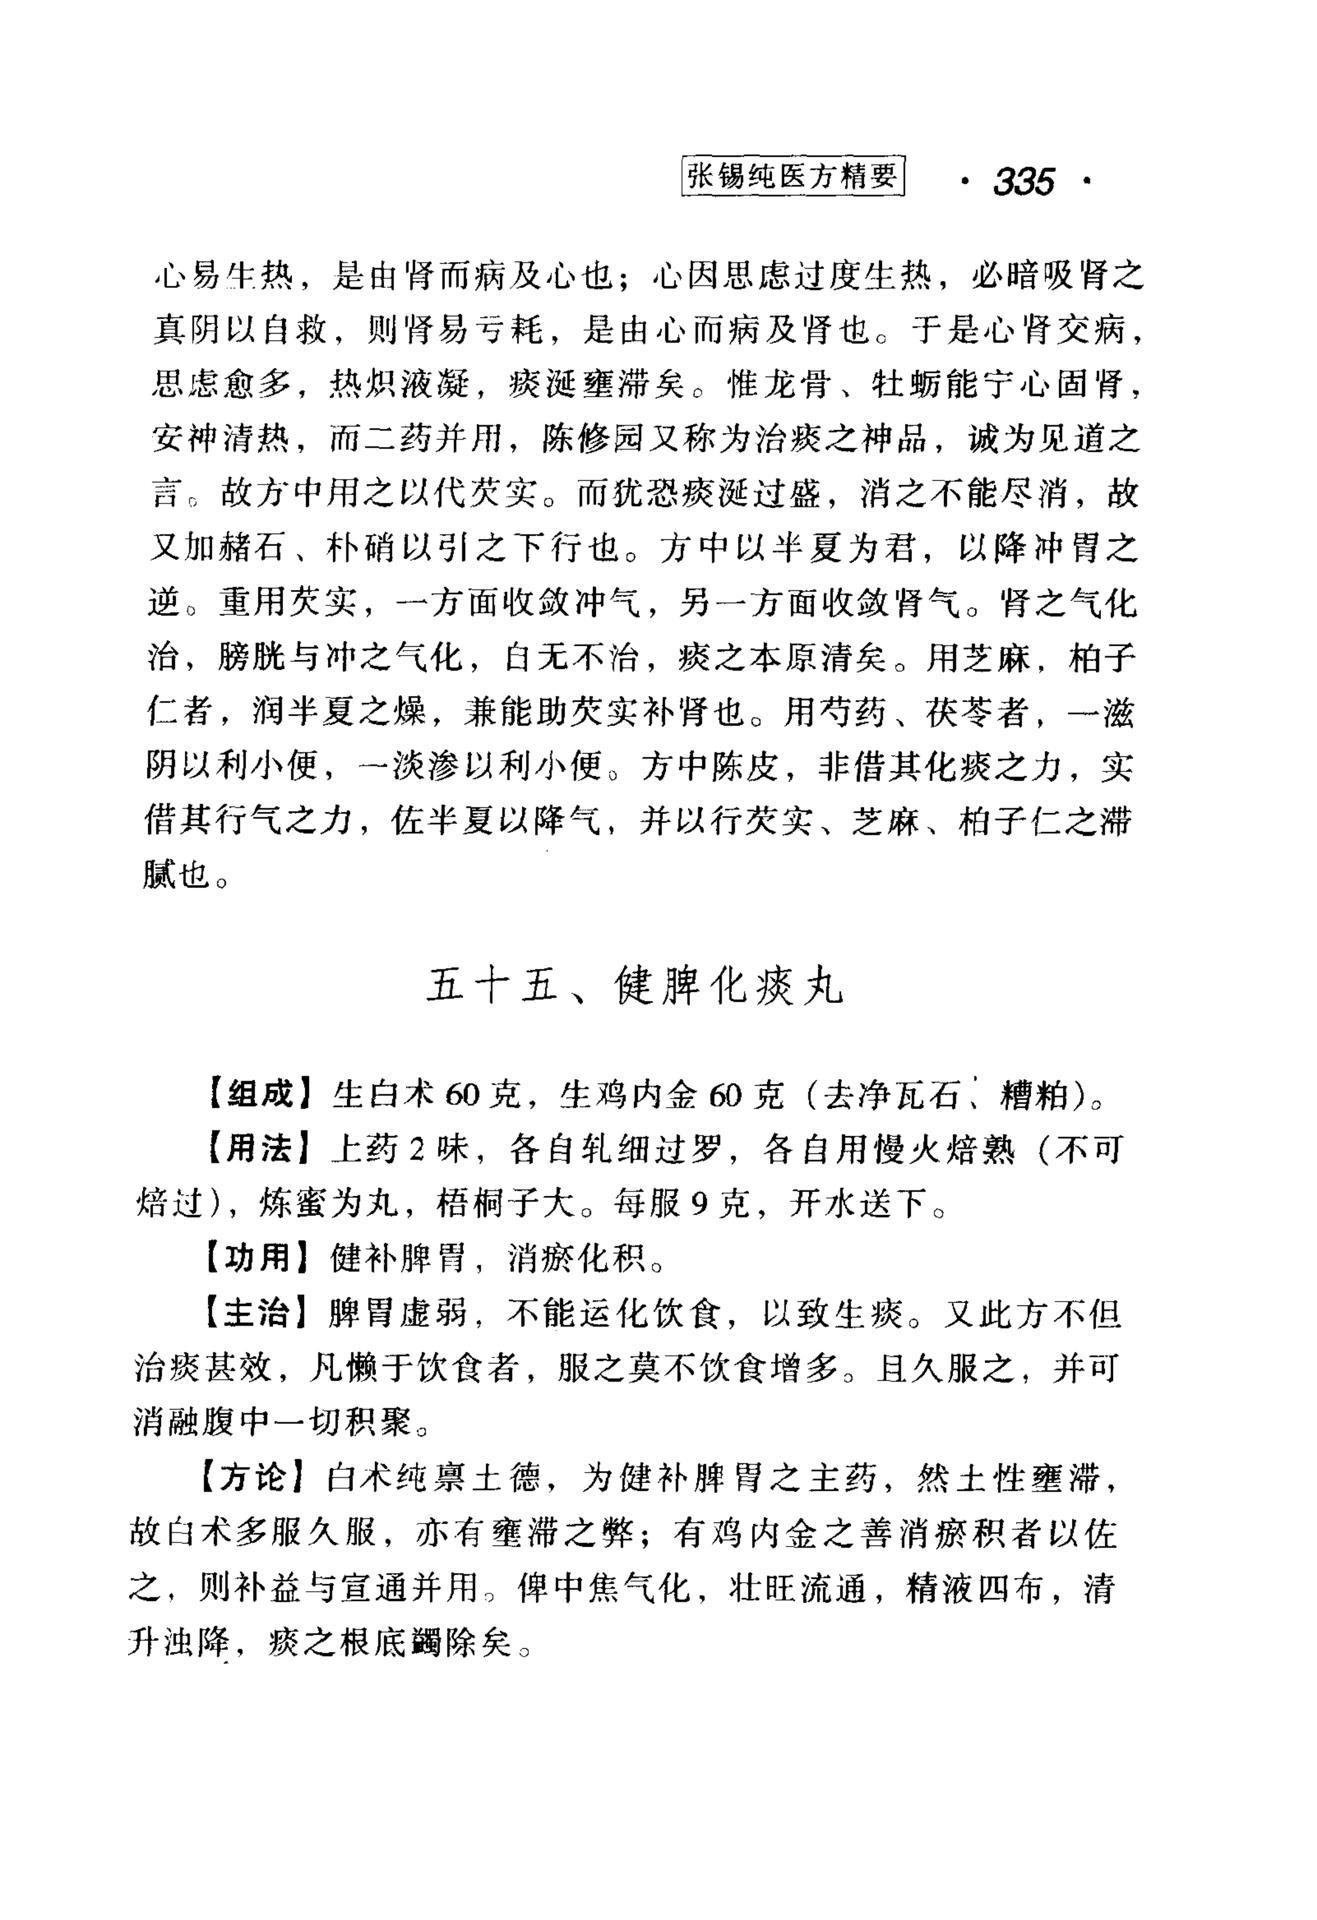 张锡纯医方精要 · 335 ·
心易生热，是由肾而病及心也；心因思虑过度生热，必暗吸肾之
真阴以自救，则肾易亏耗，是由心而病及肾也。于是心肾交病，
思虑愈多，热炽液凝，痰涎壅滞矣。惟龙骨、牡蛎能宁心固肾，
安神清热，而二药并用，陈修园又称为治痰之神品，诚为见道之
言。故方中用之以代芡实。而犹恐痰涎过盛，消之不能尽消，故
又加赭石、朴硝以引之下行也。方中以半夏为君，以降冲胃之
逆。重用芡实，一方面收敛冲气，另一方面收敛肾气。肾之气化
治，膀胱与冲之气化，自无不治，痰之本原清矣。用芝麻，柏子
仁者，润半夏之燥，兼能助芡实补肾也。用芍药、茯苓者，一滋
阴以利小便，一淡渗以利小便。方中陈皮，非借其化痰之力，实
借其行气之力，佐半夏以降气，并以行芡实、芝麻、柏子仁之滞
腻也。
五十五、健脾化痰丸
【组成】生白术 60 克，生鸡内金 60 克（去净瓦石、糟粕）。
【用法】上药 2 味，各自轧细过罗，各自用慢火焙熟（不可
焙过），炼蜜为丸，梧桐子大。每服 9 克，开水送下。
【功用】健补脾胃，消瘀化积。
【主治】脾胃虚弱，不能运化饮食，以致生痰。又此方不但
治痰甚效，凡懒于饮食者，服之莫不饮食增多。且久服之，并可
消融腹中一切积聚。
【方论】白术纯禀土德，为健补脾胃之主药，然土性壅滞，
故白术多服久服，亦有壅滞之弊；有鸡内金之善消瘀积者以佐
之，则补益与宣通并用。俾中焦气化，壮旺流通，精液四布，清
升浊降，痰之根底蠲除矣。